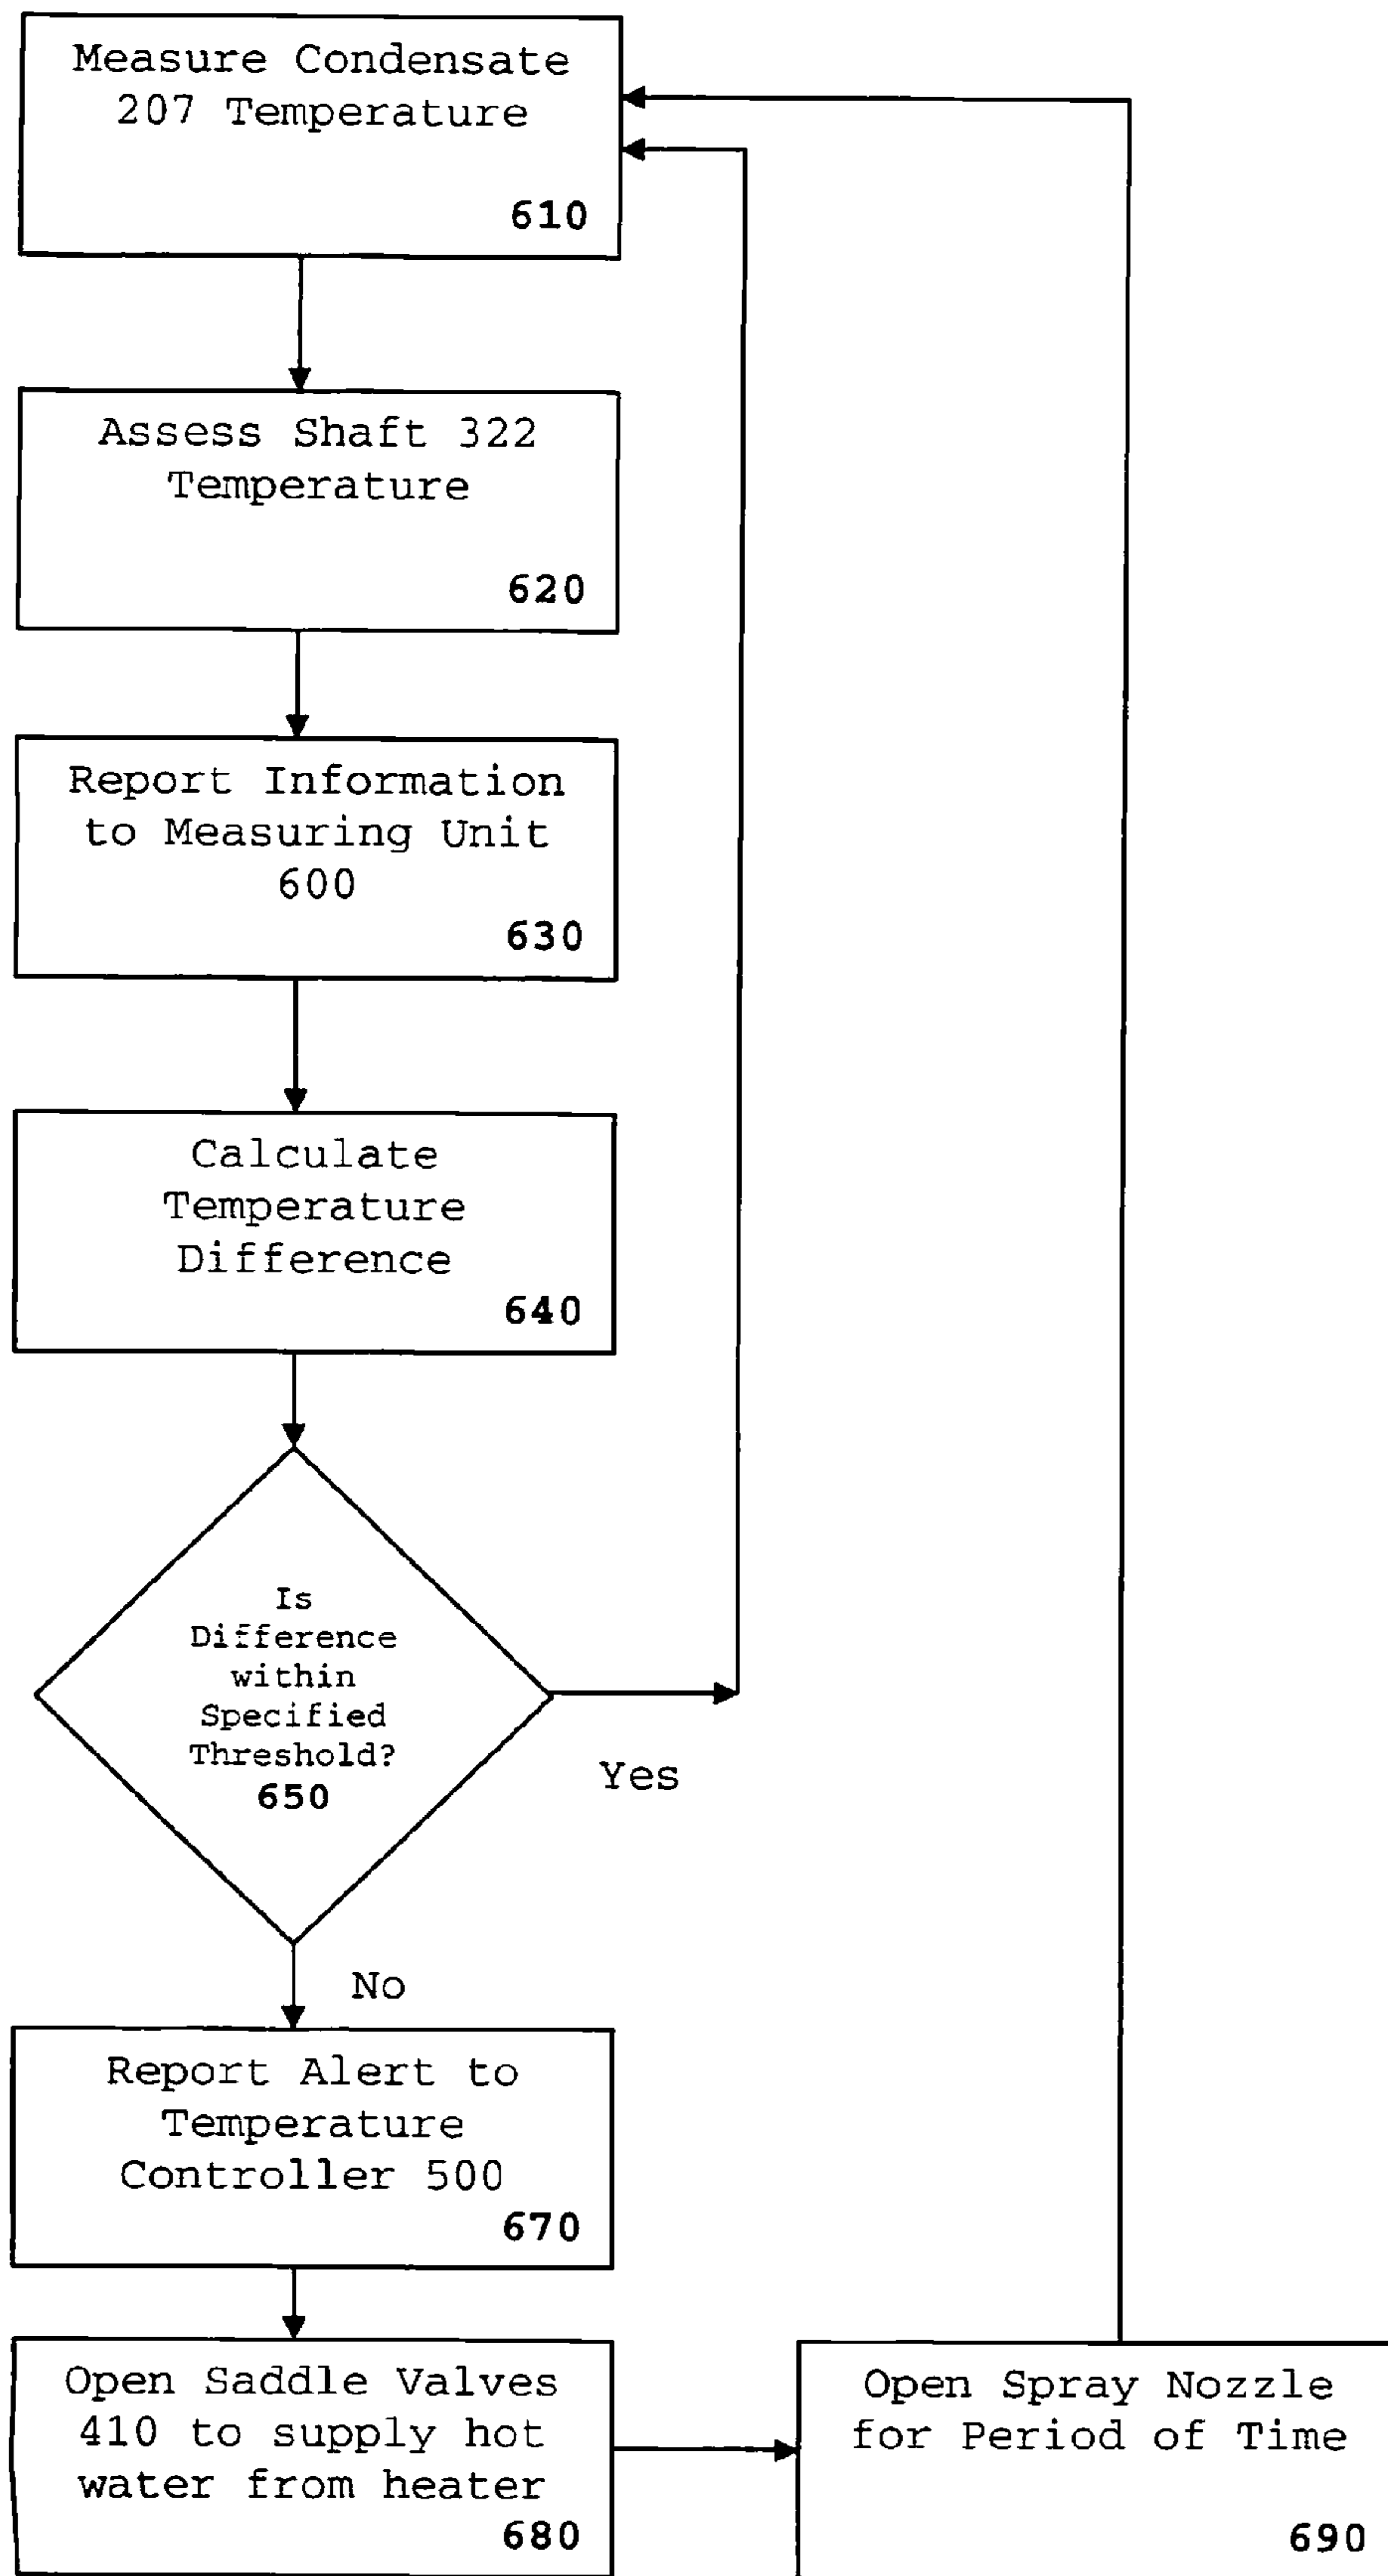 Measure Condensate
207 Temperature
610
Assess Shaft 322
Temperature
620
Report Information
to Measuring Unit
600
630
Calculate
Temperature
Difference
640
Is
Difference
within
Specified
Threshold?
650
Yes
No
Report Alert to
Temperature
Controller 500
670
Open Saddle Valves
410 to supply hot
water from heater
680
Open Spray Nozzle
for Period of Time
690